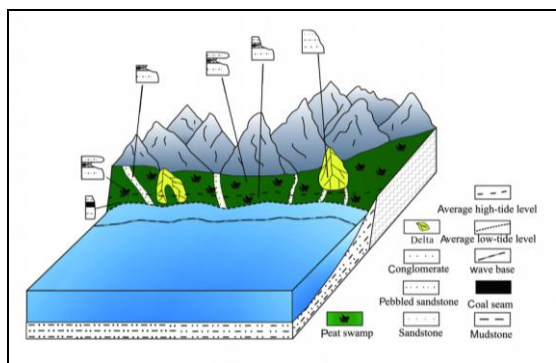 Average high-tide level
Delta
Average low-tide level
Conglomerate
wave base
Pebbled sandstone
Coal seam
Peat swamp
Sandstone
Mudstone